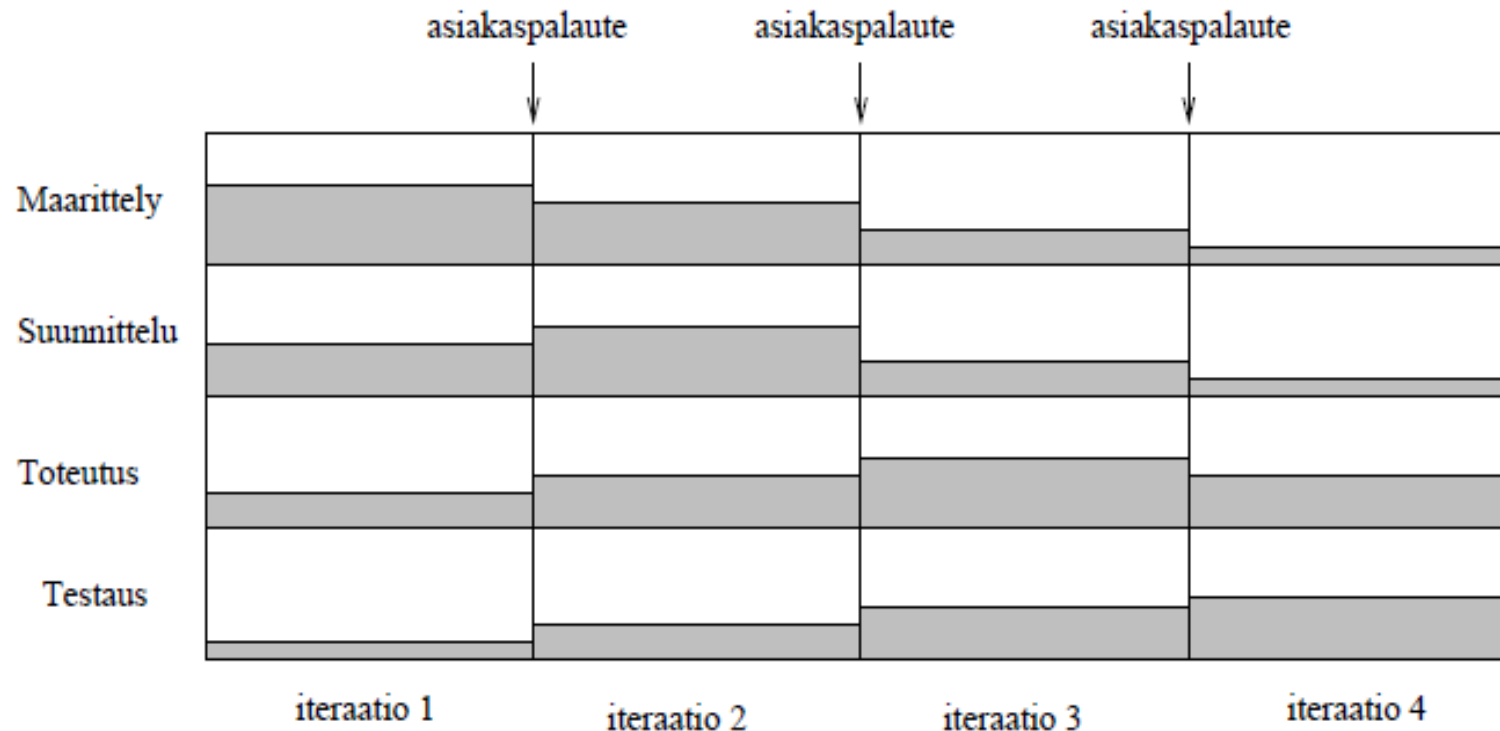 asiakaspalaute asiakaspalaute asiakaspalaute
Maarittely
Suunnittelu
Toteutus
Testaus
iteraatio 1 iteraatio 2 iteraatio 3 iteraatio 4